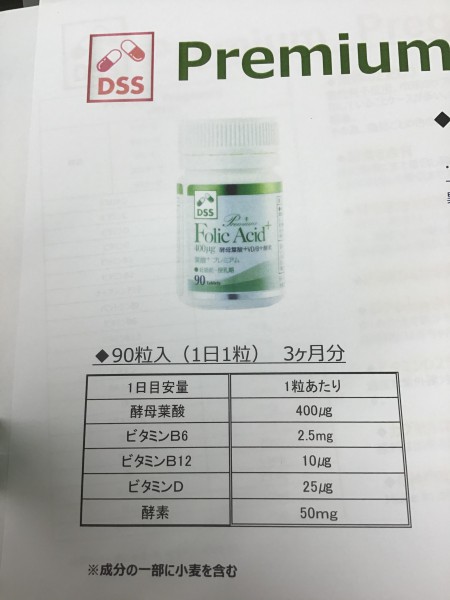 DSS
Premium
DSS
Premium
Folic Acid+
400μg
90
◆90粒入（1日1粒） 3ヶ月分
1日目安量 1粒あたり
酵母葉酸 400μg
ビタミンB6 2.5mg
ビタミンB12 10μg
ビタミンD 25μg
酵素 50mg
※成分の一部に小麦を含む